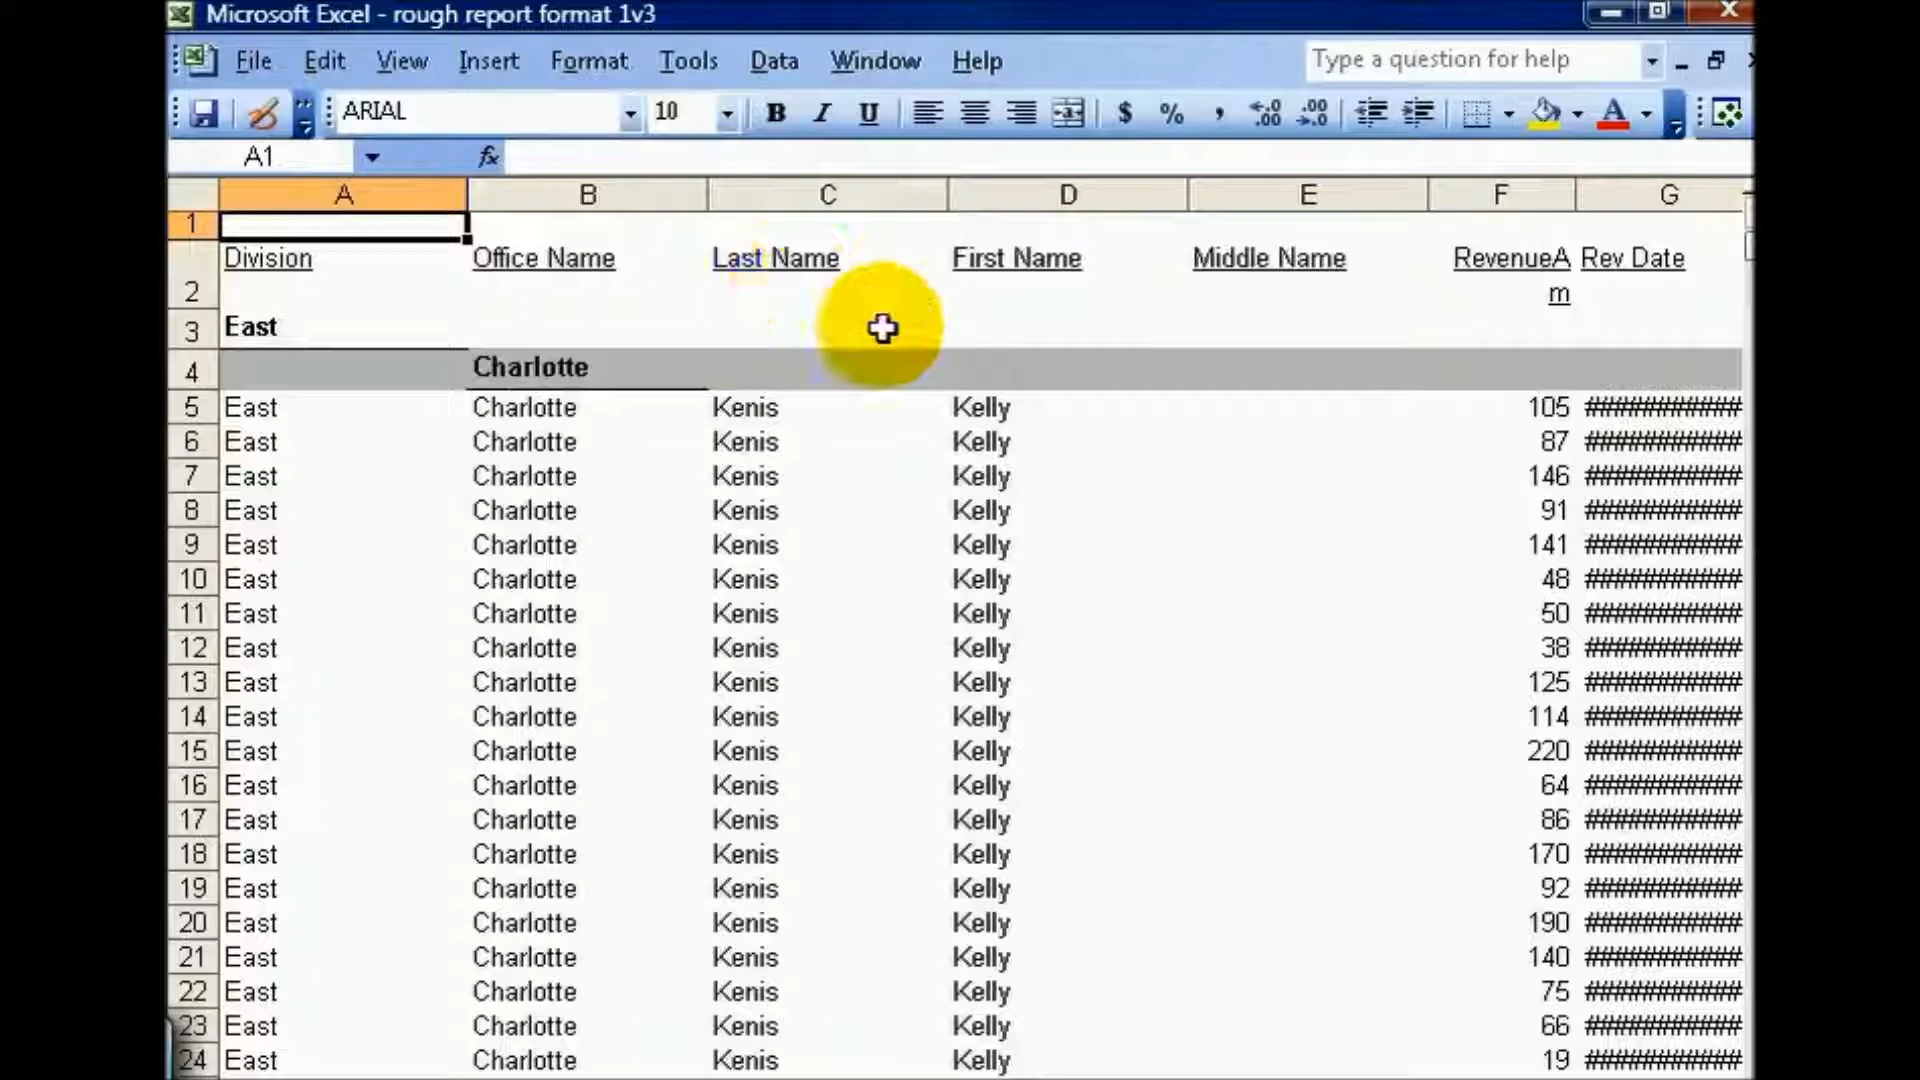 Microsoft Excel - rough report format 1v3
File Edit View Insert Format Tools Data Window Help Type a question for help
ARIAL 10 B I U $ % , .00 .00 A
A1 fx
A B C D E F G
1
2 Division Office Name Last Name First Name Middle Name RevenueA Rev Date
m
3 East
4 Charlotte
5 East Charlotte Kenis Kelly 105 ###########
6 East Charlotte Kenis Kelly 87 ###########
7 East Charlotte Kenis Kelly 146 ###########
8 East Charlotte Kenis Kelly 91 ###########
9 East Charlotte Kenis Kelly 141 ###########
10 East Charlotte Kenis Kelly 48 ###########
11 East Charlotte Kenis Kelly 50 ###########
12 East Charlotte Kenis Kelly 38 ###########
13 East Charlotte Kenis Kelly 125 ###########
14 East Charlotte Kenis Kelly 114 ###########
15 East Charlotte Kenis Kelly 220 ###########
16 East Charlotte Kenis Kelly 64 ###########
17 East Charlotte Kenis Kelly 86 ###########
18 East Charlotte Kenis Kelly 170 ###########
19 East Charlotte Kenis Kelly 92 ###########
20 East Charlotte Kenis Kelly 190 ###########
21 East Charlotte Kenis Kelly 140 ###########
22 East Charlotte Kenis Kelly 75 ###########
23 East Charlotte Kenis Kelly 66 ###########
24 East Charlotte Kenis Kelly 19 ###########